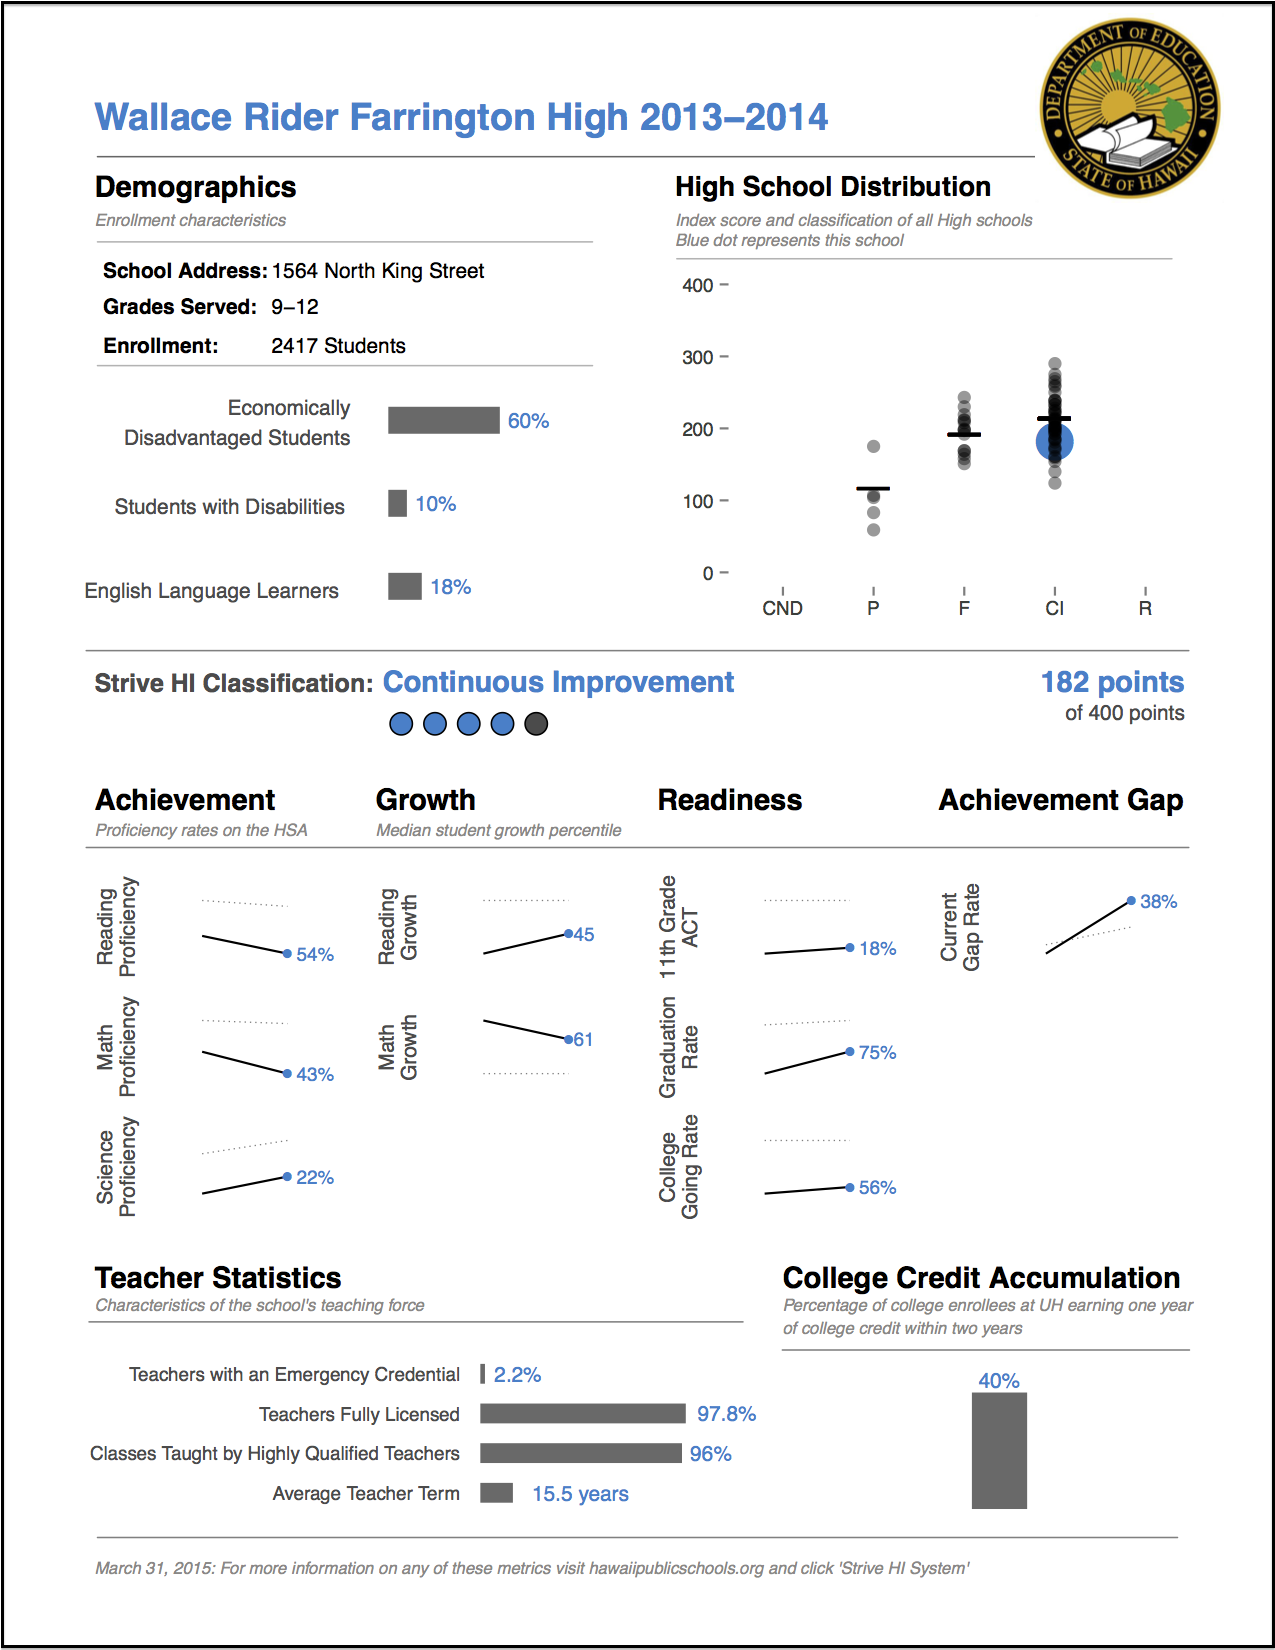 DEPARTMENT OF EDUCATION
STATE OF HAWAII
Wallace Rider Farrington High 2013–2014
Demographics
Enrollment characteristics
School Address: 1564 North King Street
Grades Served: 9–12
Enrollment: 2417 Students
Economically
Disadvantaged Students
60%
Students with Disabilities 10%
English Language Learners 18%
High School Distribution
Index score and classification of all High schools
Blue dot represents this school
400
300
200
100
0
CND P F CI R
Strive HI Classification: Continuous Improvement
182 points
of 400 points
Achievement
Proficiency rates on the HSA
Reading
Proficiency
54%
Math
Proficiency
43%
Science
Proficiency
22%
Growth
Median student growth percentile
Reading
Growth
45
Math
Growth
61
Readiness
11th Grade
ACT
18%
Graduation
Rate
75%
College
Going Rate
56%
Achievement Gap
Current
Gap Rate
38%
Teacher Statistics
Characteristics of the school's teaching force
Teachers with an Emergency Credential 2.2%
Teachers Fully Licensed 97.8%
Classes Taught by Highly Qualified Teachers 96%
Average Teacher Term 15.5 years
College Credit Accumulation
Percentage of college enrollees at UH earning one year
of college credit within two years
40%
March 31, 2015: For more information on any of these metrics visit hawaiipublicschools.org and click 'Strive HI System'